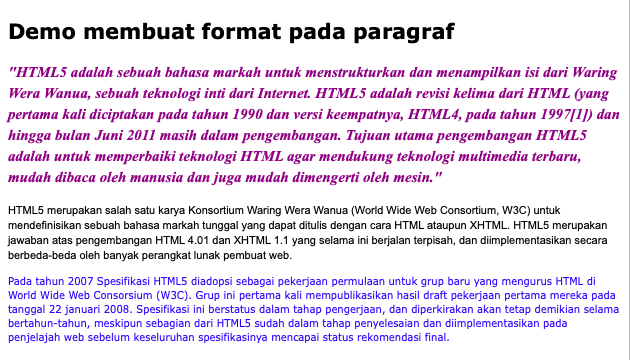 Demo membuat format pada paragraf
"HTML5 adalah sebuah bahasa markah untuk menstrukturkan dan menampilkan isi dari Waring
Wera Wanua, sebuah teknologi inti dari Internet. HTML5 adalah revisi kelima dari HTML (yang
pertama kali diciptakan pada tahun 1990 dan versi keempatnya, HTML4, pada tahun 1997[1]) dan
hingga bulan Juni 2011 masih dalam pengembangan. Tujuan utama pengembangan HTML5
adalah untuk memperbaiki teknologi HTML agar mendukung teknologi multimedia terbaru,
mudah dibaca oleh manusia dan juga mudah dimengerti oleh mesin."
HTML5 merupakan salah satu karya Konsortium Waring Wera Wanua (World Wide Web Consortium, W3C) untuk
mendefinisikan sebuah bahasa markah tunggal yang dapat ditulis dengan cara HTML ataupun XHTML. HTML5 merupakan
jawaban atas pengembangan HTML 4.01 dan XHTML 1.1 yang selama ini berjalan terpisah, dan diimplementasikan secara
berbeda-beda oleh banyak perangkat lunak pembuat web.
Pada tahun 2007 Spesifikasi HTML5 diadopsi sebagai pekerjaan permulaan untuk grup baru yang mengurus HTML di
World Wide Web Consorsium (W3C). Grup ini pertama kali mempublikasikan hasil draft pekerjaan pertama mereka pada
tanggal 22 januari 2008. Spesifikasi ini berstatus dalam tahap pengerjaan, dan diperkirakan akan tetap demikian selama
bertahun-tahun, meskipun sebagian dari HTML5 sudah dalam tahap penyelesaian dan diimplementasikan pada
penjelajah web sebelum keseluruhan spesifikasinya mencapai status rekomendasi final.